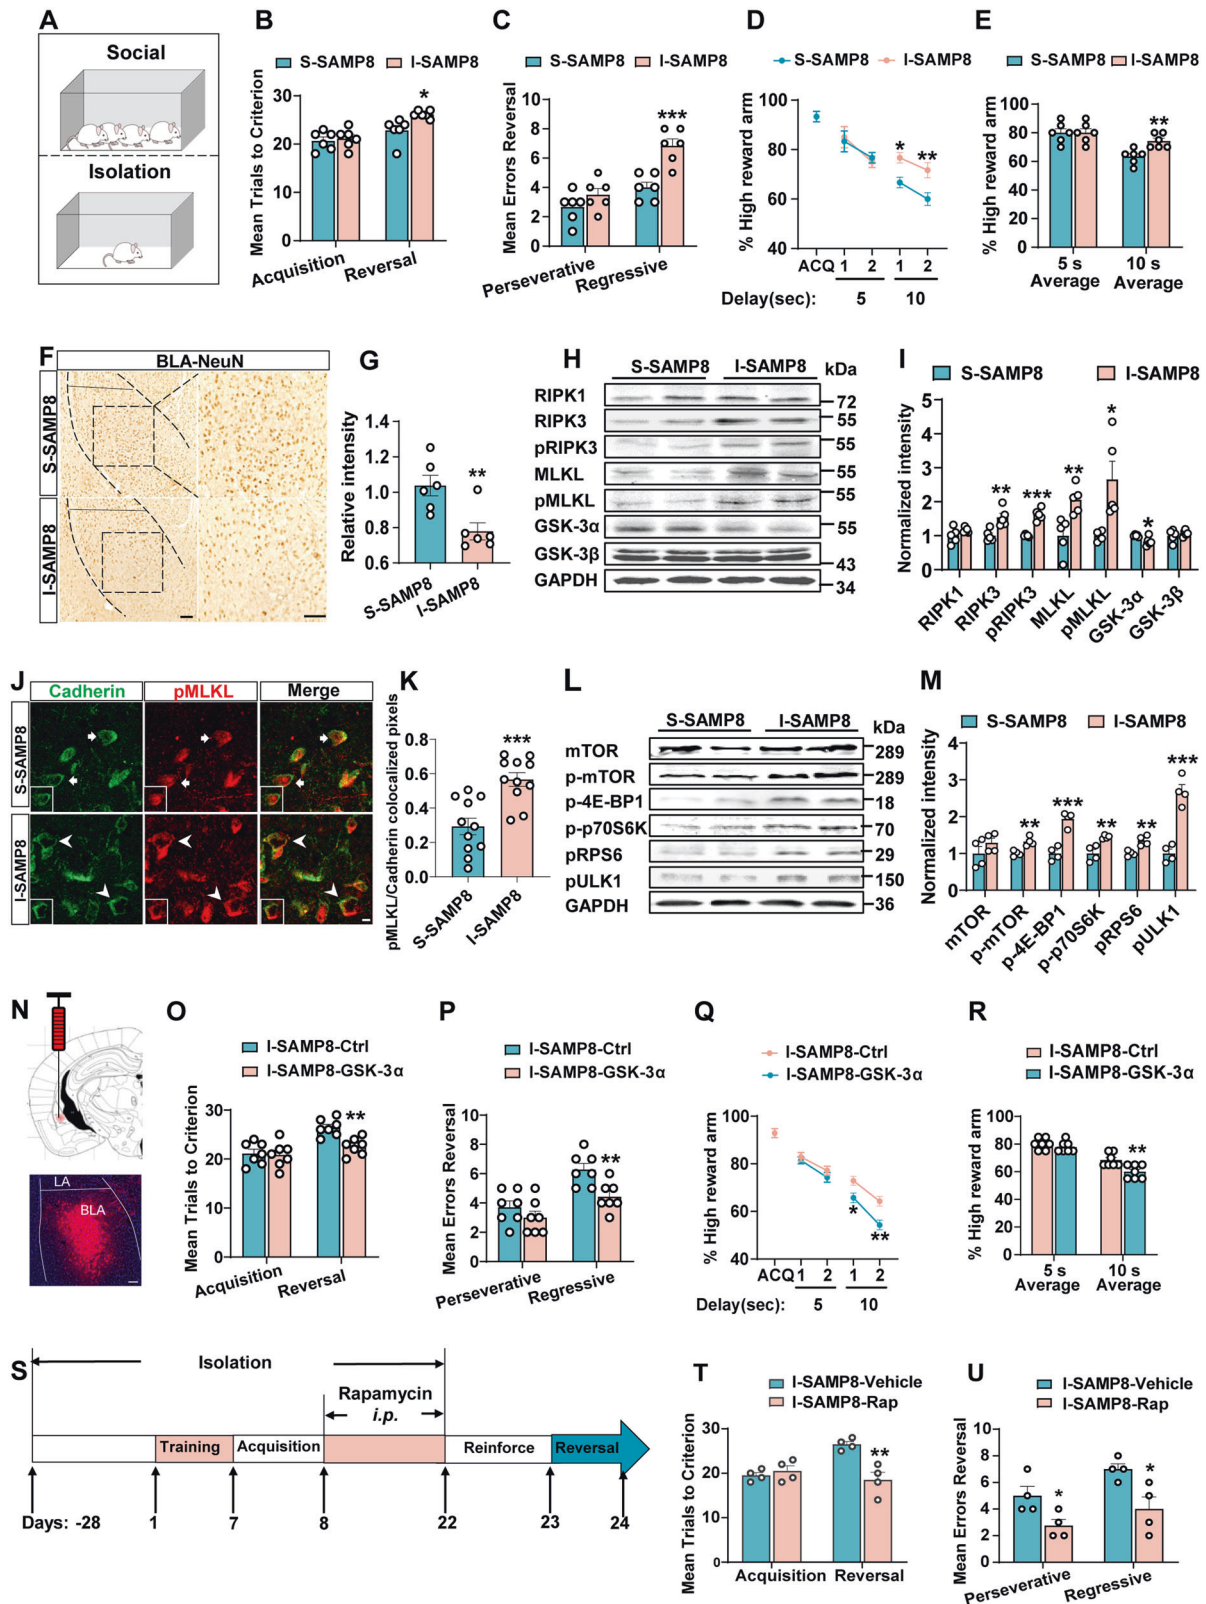 A
Social
Isolation
B
S-SAMP8 I-SAMP8
Mean Trials to Criterion
30
20
10
0
*
Acquisition Reversal
C
S-SAMP8 I-SAMP8
Mean Errors Reversal
10
8
6
4
2
0
***
Perseverative Regressive
D
S-SAMP8 I-SAMP8
% High reward arm
100
80
60
40
* **
ACQ 1 2 1 2
Delay(sec): 5 10
E
S-SAMP8 I-SAMP8
% High reward arm
100
80
60
40
20
0
**
5 s 10 s
Average Average
F
BLA-NeuN
S-SAMP8
I-SAMP8
G
Relative intensity
1.4
1.2
1.0
0.8
0.6
**
S-SAMP8 I-SAMP8
H
S-SAMP8 I-SAMP8 kDa
RIPK1 72
RIPK3 55
pRIPK3 55
MLKL 55
pMLKL 55
GSK-3α 55
GSK-3β 43
GAPDH 34
I
S-SAMP8 I-SAMP8
Normalized intensity
5
4
3
2
1
0
** *** ** * *
RIPK1 RIPK3 pRIPK3 MLKL pMLKL GSK-3α GSK-3β
J
Cadherin pMLKL Merge
S-SAMP8
I-SAMP8
K
pMLKL/Cadherin colocalized pixels
0.8
0.6
0.4
0.2
0.0
***
S-SAMP8 I-SAMP8
L
S-SAMP8 I-SAMP8 kDa
mTOR 289
p-mTOR 289
p-4E-BP1 18
p-p70S6K 70
pRPS6 29
pULK1 150
GAPDH 36
M
S-SAMP8 I-SAMP8
Normalized intensity
4
3
2
1
0
** *** ** ** ***
mTOR p-mTOR p-4E-BP1 p-p70S6K pRPS6 pULK1
N
LA
BLA
O
I-SAMP8-Ctrl
I-SAMP8-GSK-3α
Mean Trials to Criterion
30
20
10
0
**
Acquisition Reversal
P
I-SAMP8-Ctrl
I-SAMP8-GSK-3α
Mean Errors Reversal
10
8
6
4
2
0
**
Perseverative Regressive
Q
I-SAMP8-Ctrl
I-SAMP8-GSK-3α
% High reward arm
100
80
60
40
* **
ACQ 1 2 1 2
Delay(sec): 5 10
R
I-SAMP8-Ctrl
I-SAMP8-GSK-3α
% High reward arm
100
80
60
40
20
0
**
5 s 10 s
Average Average
S
Isolation
Rapamycin
i.p.
Training Acquisition Reinforce Reversal
Days: -28 1 7 8 22 23 24
T
I-SAMP8-Vehicle
I-SAMP8-Rap
Mean Trials to Criterion
30
20
10
0
**
Acquisition Reversal
U
I-SAMP8-Vehicle
I-SAMP8-Rap
Mean Errors Reversal
10
8
6
4
2
0
* *
Perseverative Regressive